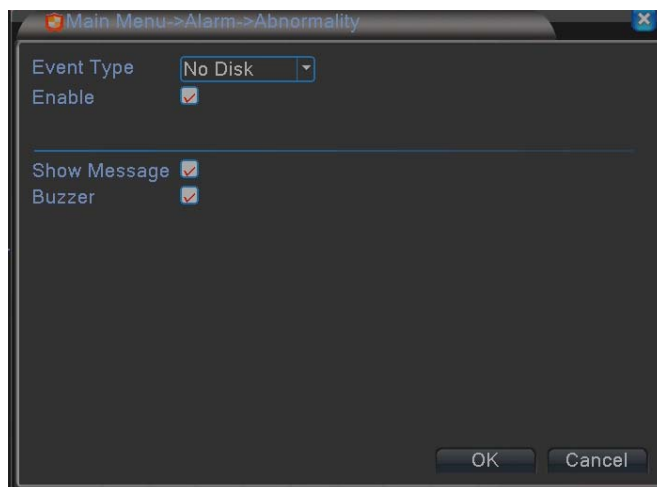 Main Menu->Alarm->Abnormality
Event Type No Disk
Enable
Show Message
Buzzer
OK Cancel